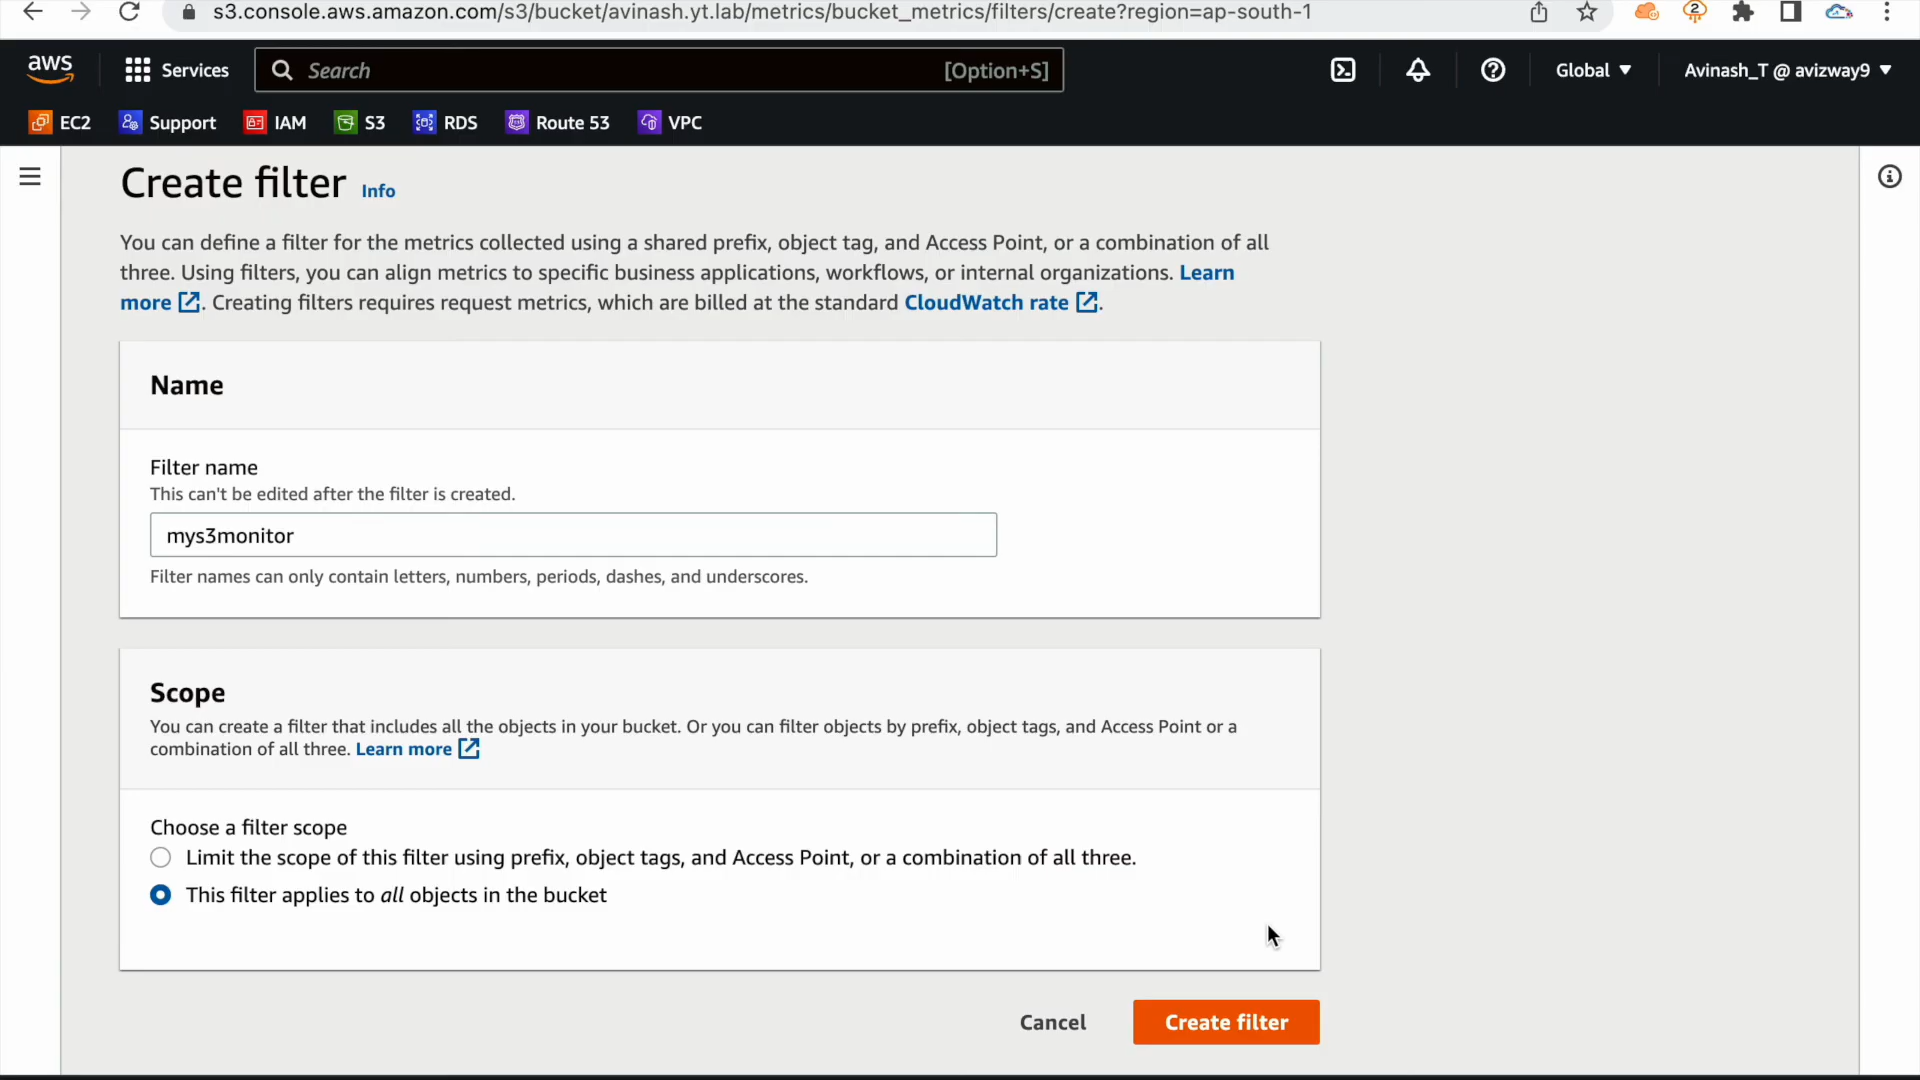 s3.console.aws.amazon.com/s3/bucket/avinash.yt.lab/metrics/bucket_metrics/filters/create?region=ap-south-1
2
aws
Services
Search
[Option+S]
Global
Avinash_T @ avizway9
EC2
Support
IAM
S3
RDS
Route 53
VPC
Create filter Info
You can define a filter for the metrics collected using a shared prefix, object tag, and Access Point, or a combination of all
three. Using filters, you can align metrics to specific business applications, workflows, or internal organizations. Learn
more. Creating filters requires request metrics, which are billed at the standard CloudWatch rate.
Name
Filter name
This can't be edited after the filter is created.
mys3monitor
Filter names can only contain letters, numbers, periods, dashes, and underscores.
Scope
You can create a filter that includes all the objects in your bucket. Or you can filter objects by prefix, object tags, and Access Point or a
combination of all three. Learn more
Choose a filter scope
Limit the scope of this filter using prefix, object tags, and Access Point, or a combination of all three.
This filter applies to all objects in the bucket
Cancel
Create filter